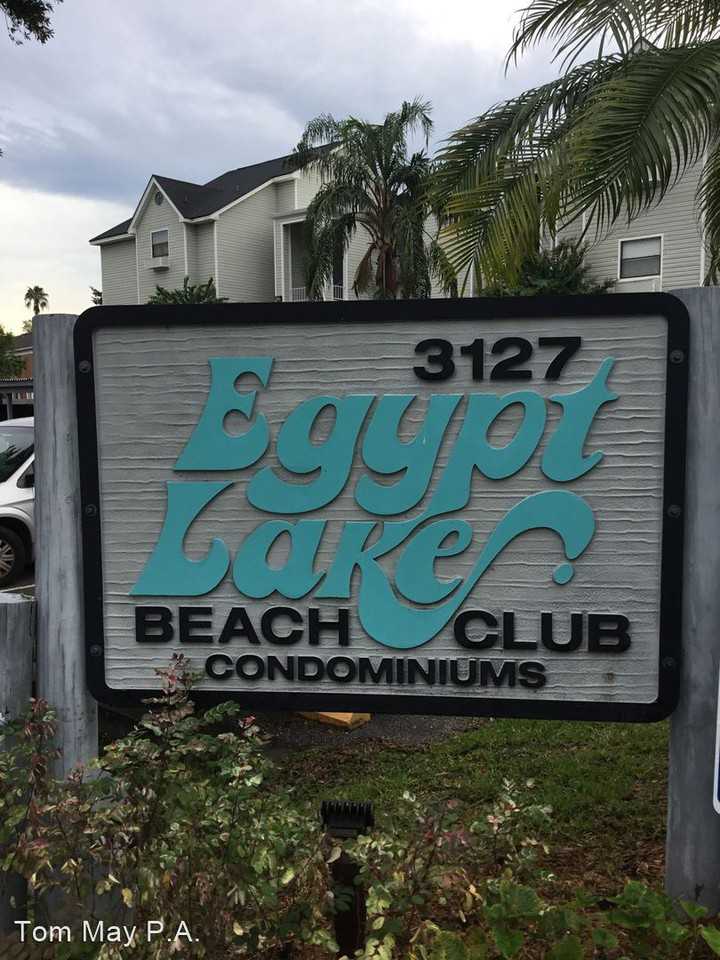 3127
Egypt
Lake
BEACH CLUB
CONDOMINIUMS
Tom May P.A.